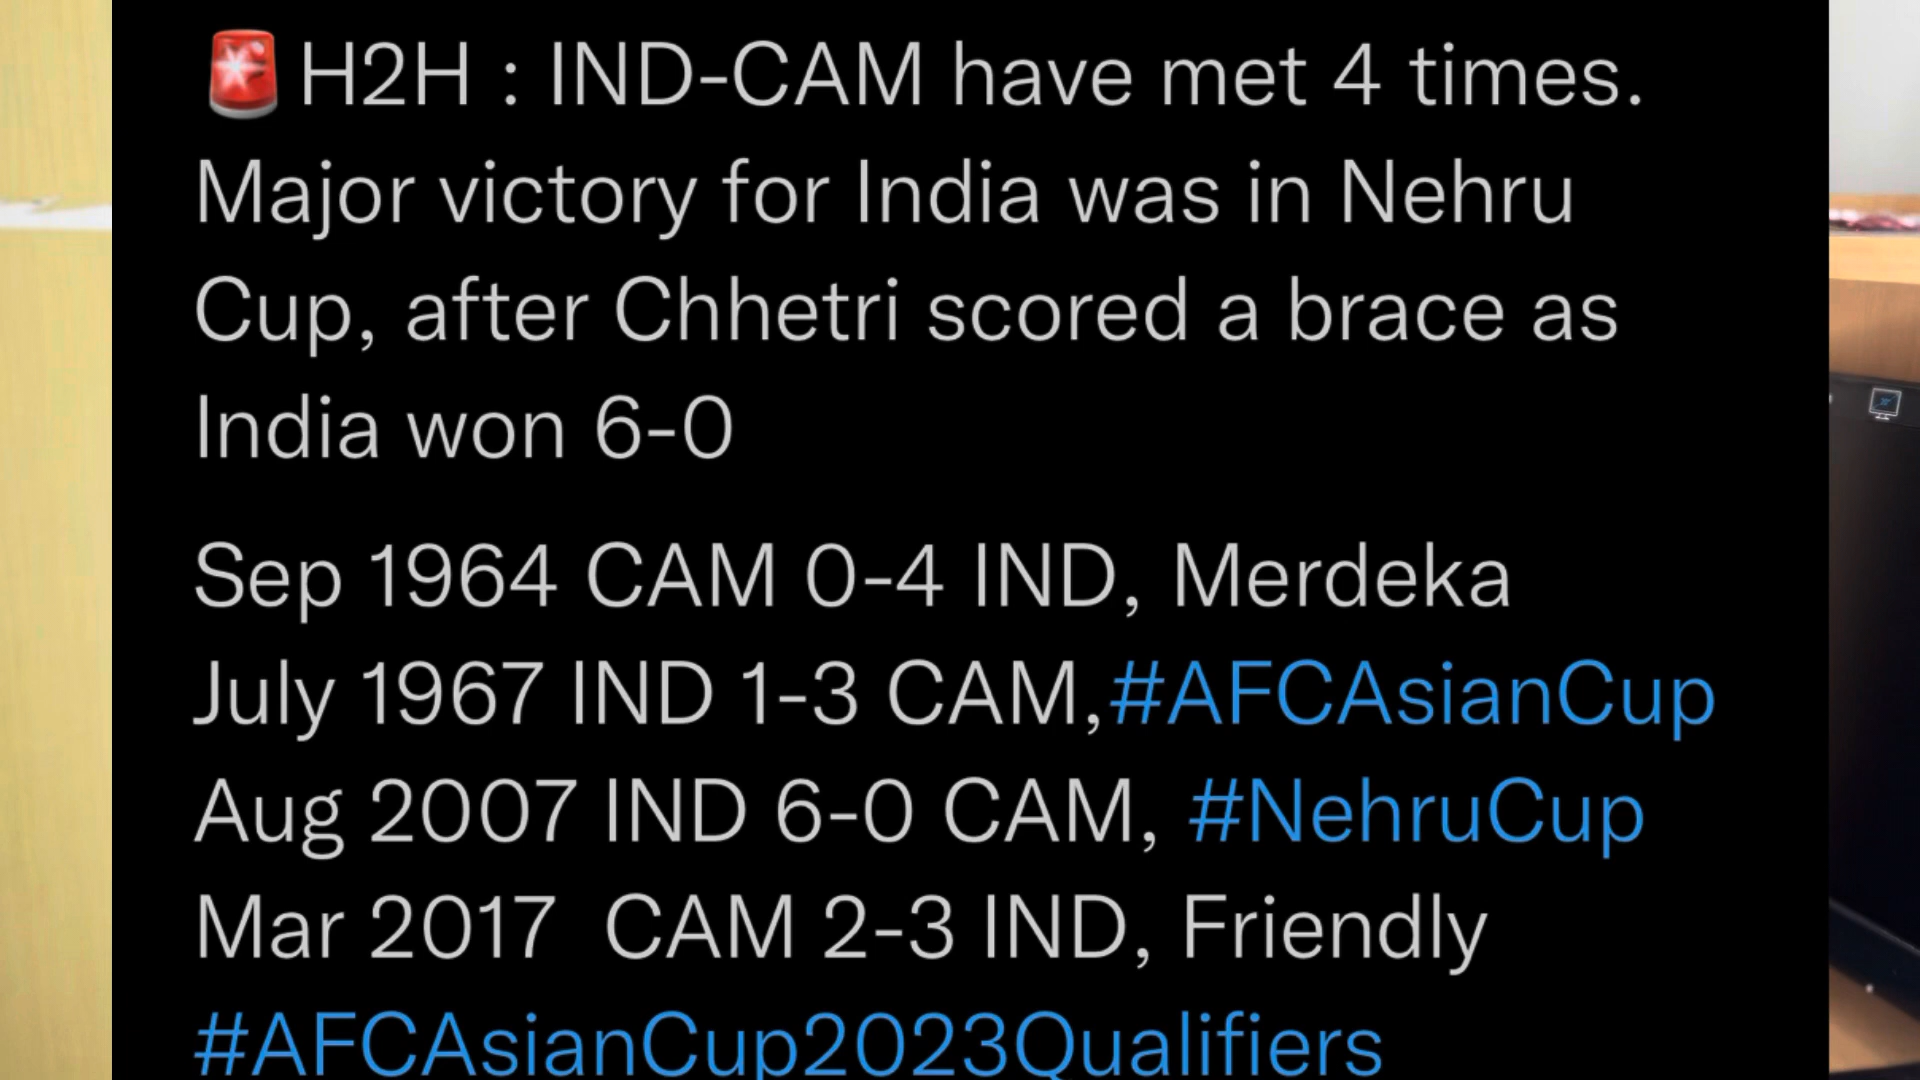 🚨H2H : IND-CAM have met 4 times.
Major victory for India was in Nehru
Cup, after Chhetri scored a brace as
India won 6-0
Sep 1964 CAM 0-4 IND, Merdeka
July 1967 IND 1-3 CAM,#AFCAsianCup
Aug 2007 IND 6-0 CAM, #NehruCup
Mar 2017  CAM 2-3 IND, Friendly
#AFCAsianCup2023Qualifiers